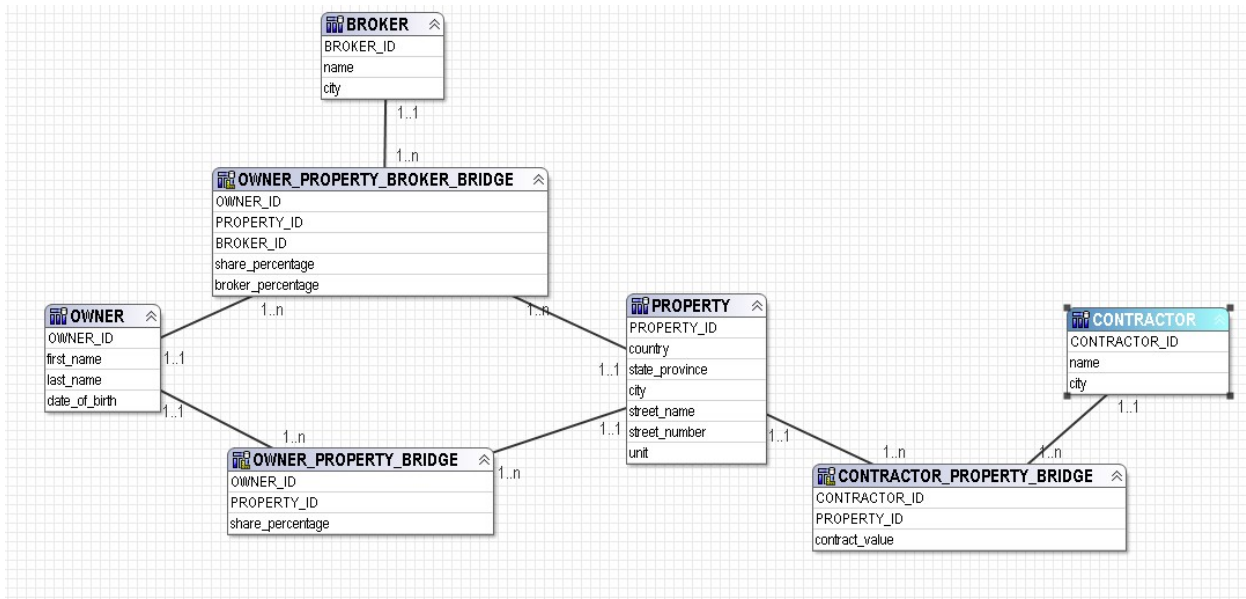 BROKER
BROKER_ID
name
city
1..1
1..n
OWNER_PROPERTY_BROKER_BRIDGE
OWNER_ID
PROPERTY_ID
BROKER_ID
share_percentage
broker_percentage
1..n
1..n
OWNER
OWNER_ID
first_name
last_name
date_of_birth
1..1
1..1
PROPERTY
PROPERTY_ID
country
state_province
city
street_name
street_number
unit
1..1
1..1
1..1
CONTRACTOR
CONTRACTOR_ID
name
city
1..1
1..n
OWNER_PROPERTY_BRIDGE
OWNER_ID
PROPERTY_ID
share_percentage
1..n
1..n
1..n
CONTRACTOR_PROPERTY_BRIDGE
CONTRACTOR_ID
PROPERTY_ID
contract_value